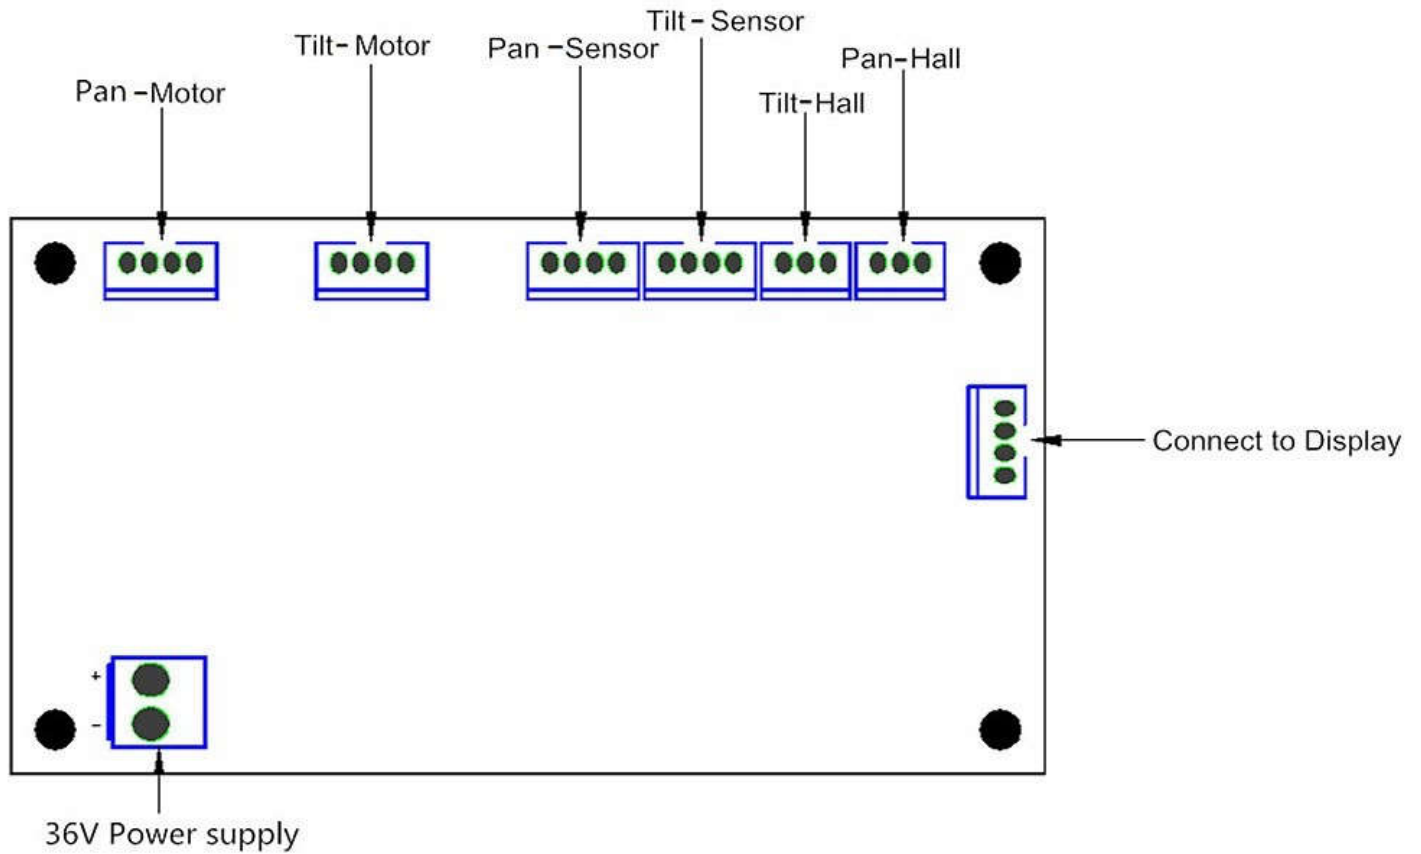 Tilt-Sensor
Tilt-Motor
Pan -Sensor
Pan-Hall
Pan -Motor
Tilt-Hall
Connect to Display
+
-
36V Power supply